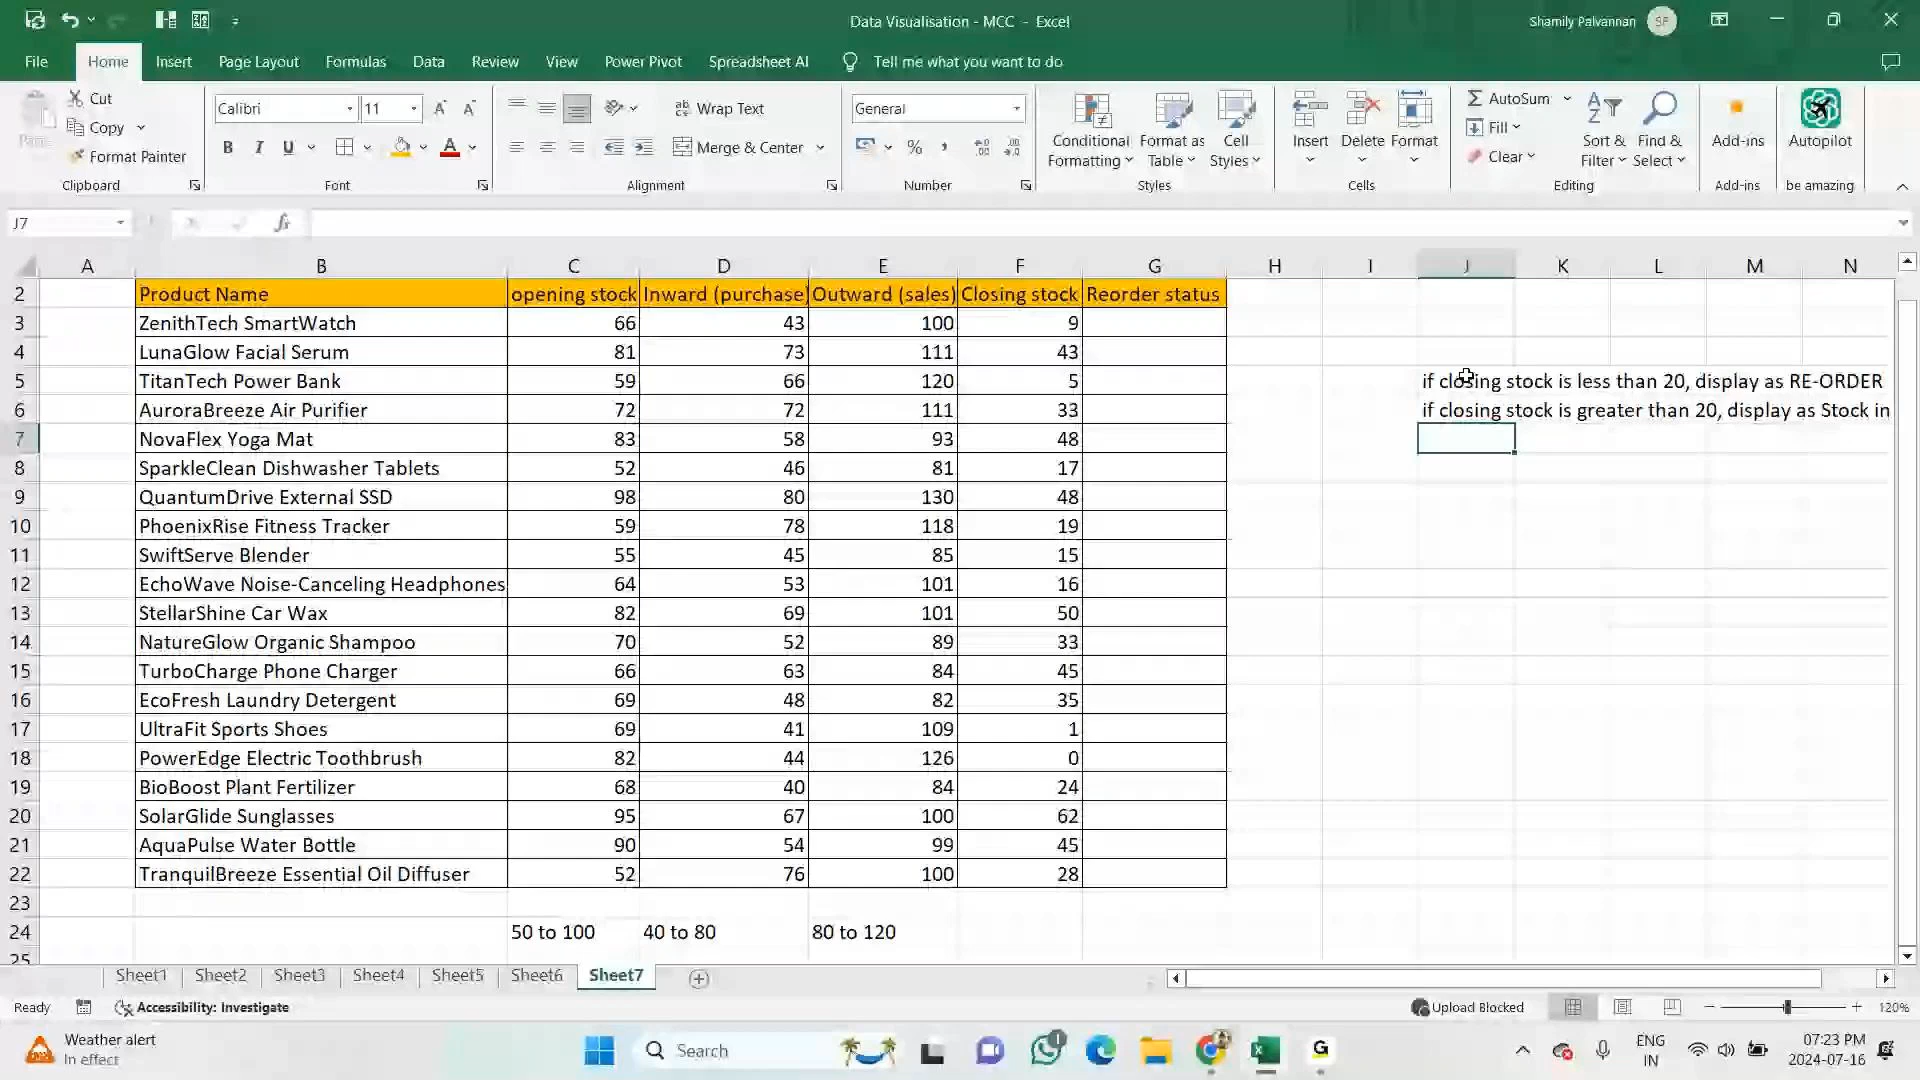 Data Visualisation - MCC - Excel
Shamily Palvannan SF
File Home Insert Page Layout Formulas Data Review View Power Pivot Spreadsheet AI Tell me what you want to do
Cut
Copy
Format Painter
Clipboard
Calibri 11
B I U
Font
Wrap Text
Merge & Center
Alignment
General
Number
Conditional Formatting
Format as Table
Cell Styles
Styles
Insert Delete Format
Cells
AutoSum
Fill
Clear
Sort & Filter
Find & Select
Editing
Add-ins
Add-ins
Autopilot
be amazing
J7 fx
A B C D E F G H I J K L M N
2 Product Name opening stock Inward (purchase) Outward (sales) Closing stock Reorder status
3 ZenithTech SmartWatch 66 43 100 9
4 LunaGlow Facial Serum 81 73 111 43
5 TitanTech Power Bank 59 66 120 5 if closing stock is less than 20, display as RE-ORDER
6 AuroraBreeze Air Purifier 72 72 111 33 if closing stock is greater than 20, display as Stock in
7 NovaFlex Yoga Mat 83 58 93 48
8 SparkleClean Dishwasher Tablets 52 46 81 17
9 QuantumDrive External SSD 98 80 130 48
10 PhoenixRise Fitness Tracker 59 78 118 19
11 SwiftServe Blender 55 45 85 15
12 EchoWave Noise-Canceling Headphones 64 53 101 16
13 StellarShine Car Wax 82 69 101 50
14 NatureGlow Organic Shampoo 70 52 89 33
15 TurboCharge Phone Charger 66 63 84 45
16 EcoFresh Laundry Detergent 69 48 82 35
17 UltraFit Sports Shoes 69 41 109 1
18 PowerEdge Electric Toothbrush 82 44 126 0
19 BioBoost Plant Fertilizer 68 40 84 24
20 SolarGlide Sunglasses 95 67 100 62
21 AquaPulse Water Bottle 90 54 99 45
22 TranquilBreeze Essential Oil Diffuser 52 76 100 28
23
24 50 to 100 40 to 80 80 to 120
25
Sheet1 Sheet2 Sheet3 Sheet4 Sheet5 Sheet6 Sheet7
Ready Accessibility: Investigate Upload Blocked 120%
Weather alert
In effect
Search
ENG
IN
07:23 PM
2024-07-16